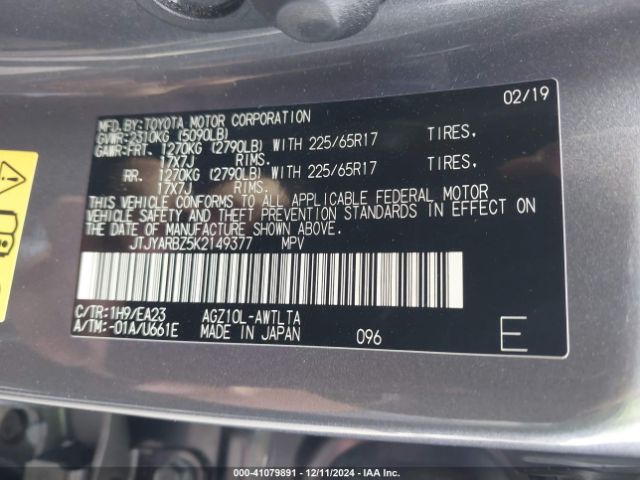 MFD.BY:TOYOTA MOTOR CORPORATION 02/19
GVWR:2310KG (5090LB)
GAWR:FRT. 1270KG (2790LB) WITH 225/65R17 TIRES.
17X7J RIMS.
RR. 1270KG (2790LB) WITH 225/65R17 TIRES.
17X7J RIMS.
THIS VEHICLE CONFORMS TO ALL APPLICABLE FEDERAL MOTOR
VEHICLE SAFETY AND THEFT PREVENTION STANDARDS IN EFFECT ON
THE DATE OF MANUFACTURE SHOWN ABOVE.
JTJYARBZ5K2149377 MPV
C/TR:1H9/EA23 AGZ10L-AWTLTA
A/TM:-01A/U661E MADE IN JAPAN 096 E
000-41079891 - 12/11/2024 - IAA Inc.